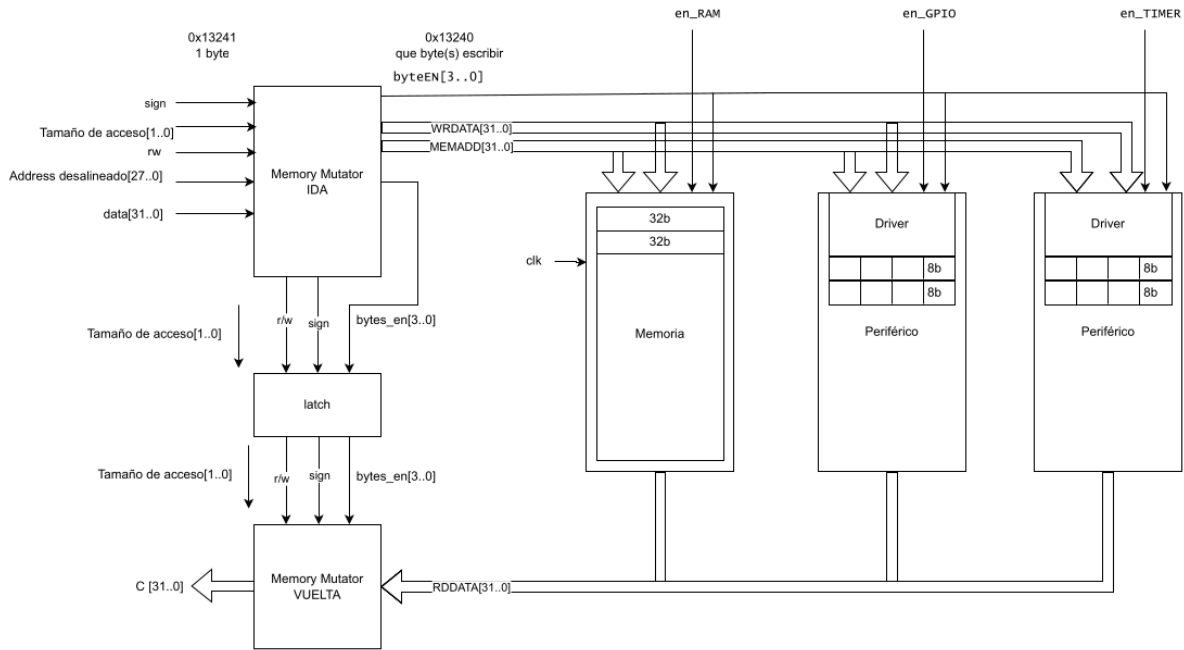 en_RAM
en_GPIO
en_TIMER
0x13241
1 byte
0x13240
que byte(s) escribir
byteEN[3..0]
sign
Tamaño de acceso[1..0]
rw
Address desalineado[27..0]
data[31..0]
Memory Mutator
IDA
WRDATA[31..0]
MEMADD[31..0]
clk
32b
32b
Memoria
Driver
8b
8b
Periférico
Driver
8b
8b
Periférico
Tamaño de acceso[1..0]
r/w
sign
bytes_en[3..0]
latch
Tamaño de acceso[1..0]
r/w
sign
bytes_en[3..0]
Memory Mutator
VUELTA
C [31..0]
RDDATA[31..0]